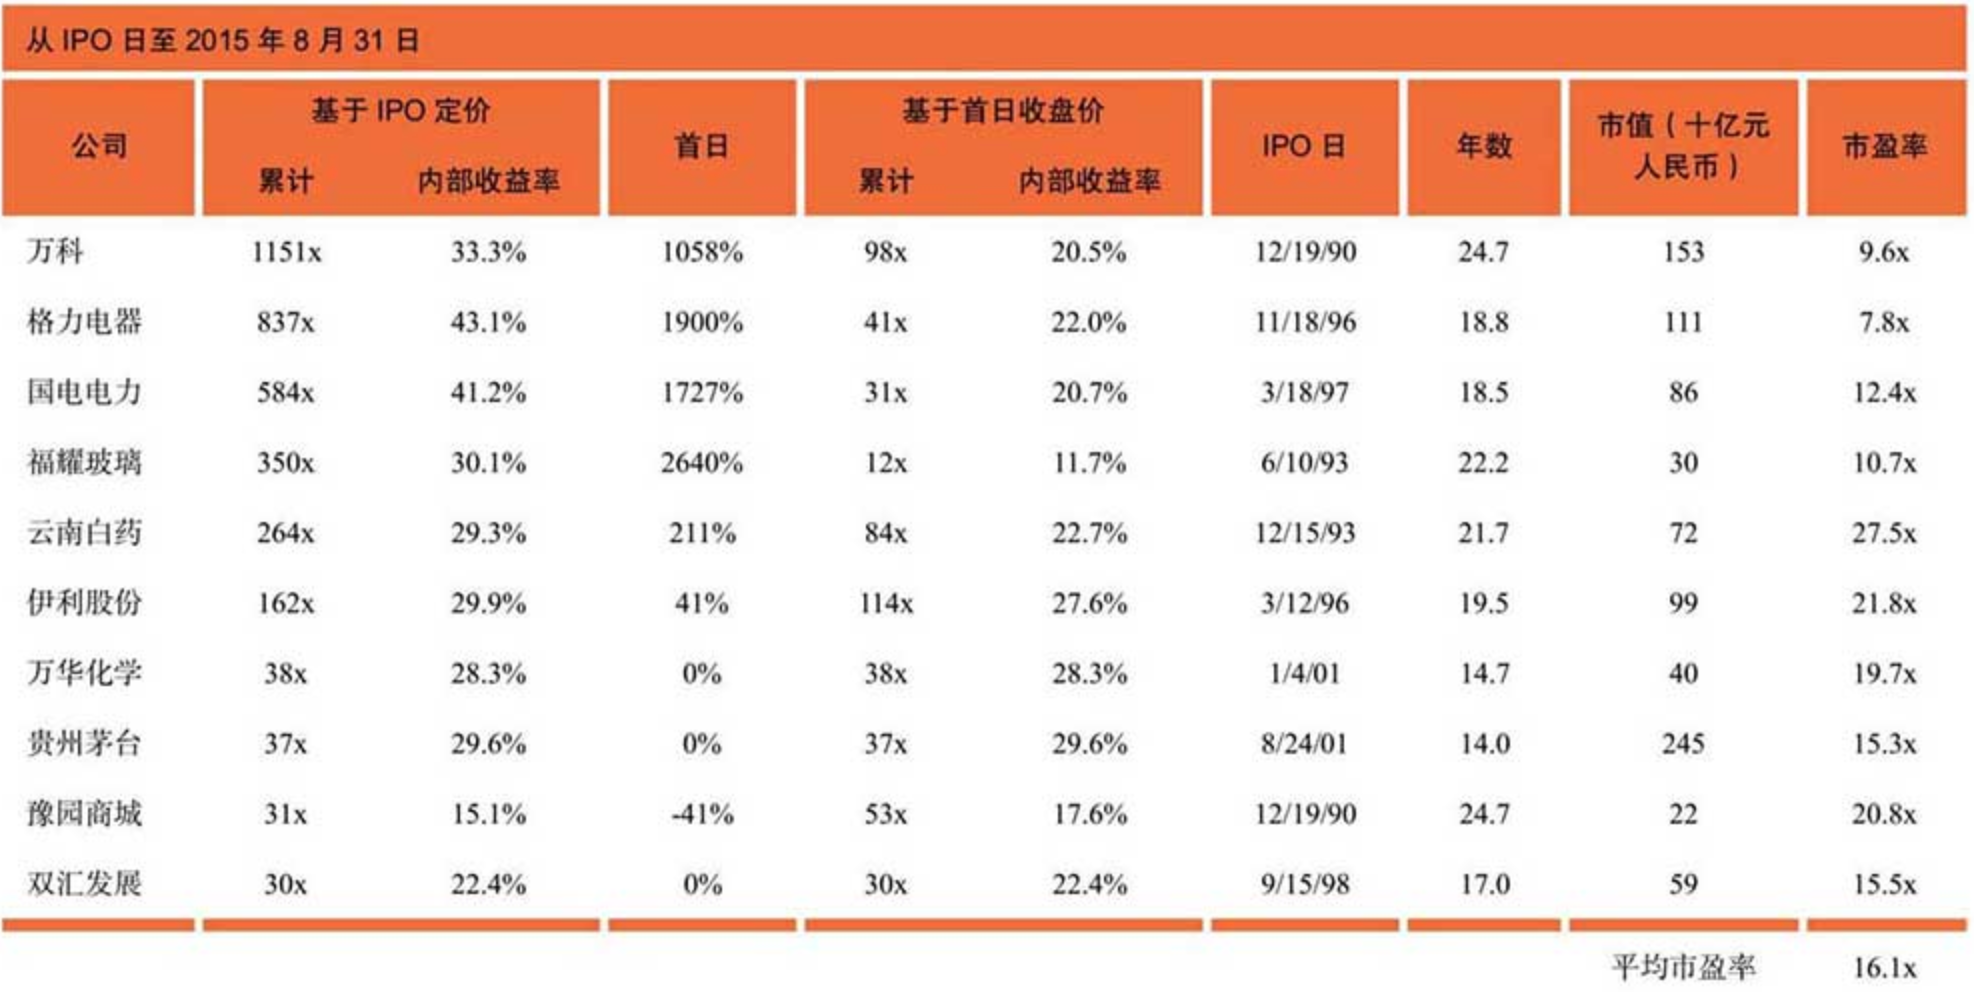 从 IPO 日至 2015 年 8 月 31 日
公司 基于 IPO 定价 首日 基于首日收盘价 IPO 日 年数 市值（十亿元人民币） 市盈率
累计 内部收益率 累计 内部收益率
万科 1151x 33.3% 1058% 98x 20.5% 12/19/90 24.7 153 9.6x
格力电器 837x 43.1% 1900% 41x 22.0% 11/18/96 18.8 111 7.8x
国电电力 584x 41.2% 1727% 31x 20.7% 3/18/97 18.5 86 12.4x
福耀玻璃 350x 30.1% 2640% 12x 11.7% 6/10/93 22.2 30 10.7x
云南白药 264x 29.3% 211% 84x 22.7% 12/15/93 21.7 72 27.5x
伊利股份 162x 29.9% 41% 114x 27.6% 3/12/96 19.5 99 21.8x
万华化学 38x 28.3% 0% 38x 28.3% 1/4/01 14.7 40 19.7x
贵州茅台 37x 29.6% 0% 37x 29.6% 8/24/01 14.0 245 15.3x
豫园商城 31x 15.1% -41% 53x 17.6% 12/19/90 24.7 22 20.8x
双汇发展 30x 22.4% 0% 30x 22.4% 9/15/98 17.0 59 15.5x
平均市盈率 16.1x